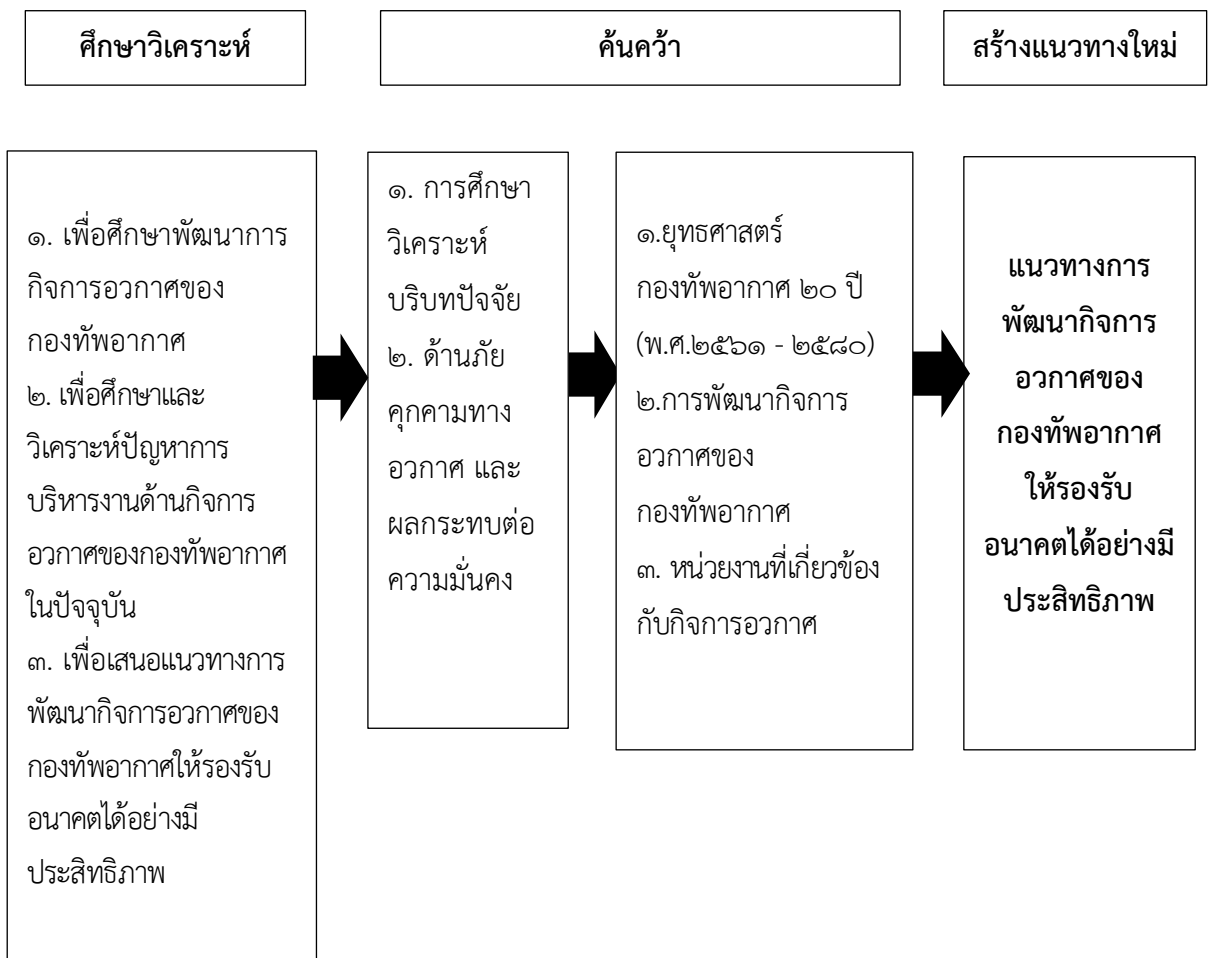 ศึกษาวิเคราะห์
ค้นคว้า
สร้างแนวทางใหม่
๑. เพื่อศึกษาพัฒนาการ
กิจการอวกาศของ
กองทัพอากาศ
๒. เพื่อศึกษาและ
วิเคราะห์ปัญหาการ
บริหารงานด้านกิจการ
อวกาศของกองทัพอากาศ
ในปัจจุบัน
๓. เพื่อเสนอแนวทางการ
พัฒนากิจการอวกาศของ
กองทัพอากาศให้รองรับ
อนาคตได้อย่างมี
ประสิทธิภาพ
๑. การศึกษา
วิเคราะห์
บริบทปัจจัย
๒. ด้านภัย
คุกคามทาง
อวกาศ และ
ผลกระทบต่อ
ความมั่นคง
๑.ยุทธศาสตร์
กองทัพอากาศ ๒๐ ปี
(พ.ศ.๒๕๖๑ - ๒๕๘๐)
๒.การพัฒนากิจการ
อวกาศของ
กองทัพอากาศ
๓. หน่วยงานที่เกี่ยวข้อง
กับกิจการอวกาศ
แนวทางการ
พัฒนากิจการ
อวกาศของ
กองทัพอากาศ
ให้รองรับ
อนาคตได้อย่างมี
ประสิทธิภาพ